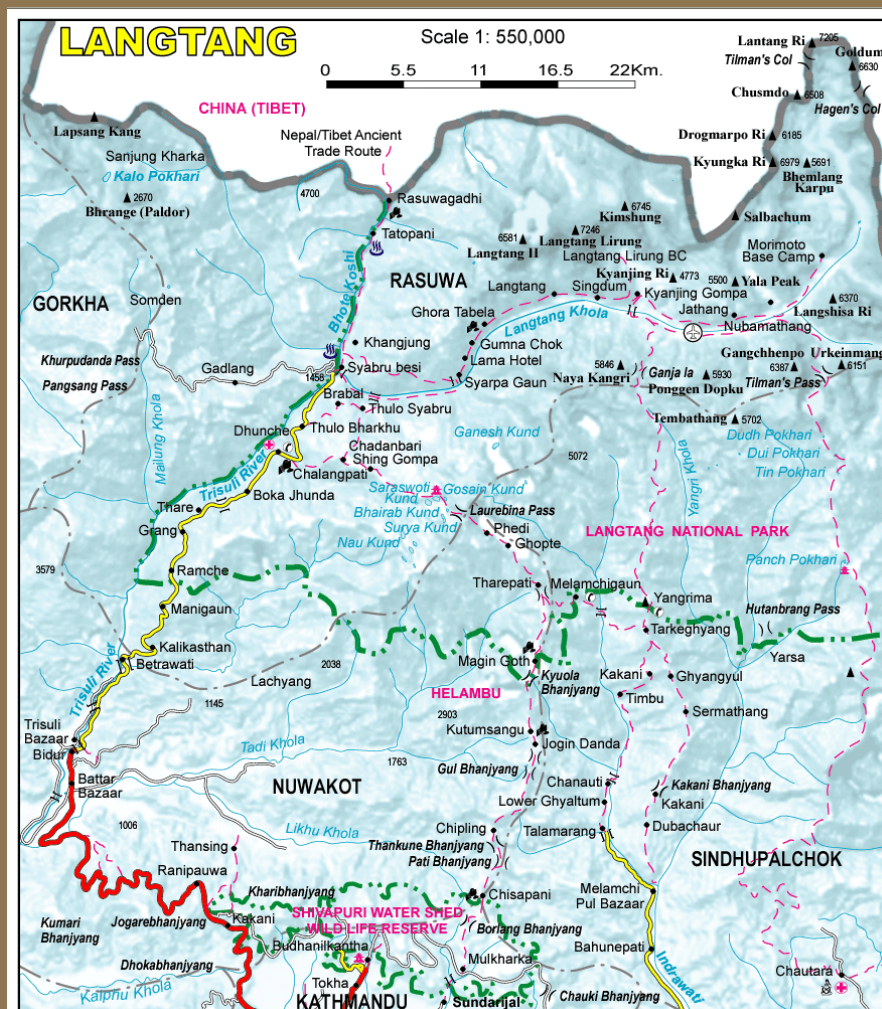 LANGTANG
Scale 1: 550,000
0 5.5 11 16.5 22Km.
CHINA (TIBET)
Nepal/Tibet Ancient
Trade Route
Lantang Ri 7205
Tilman's Col
Goldum
6630
Chusmdo 6508
Hagen's Col
Lapsang Kang
Sanjung Kharka
Kalo Pokhari
2670
Bhrange (Paldor)
4700
Rasuwagadhi
Tatopani
Drogmarpo Ri 6185
Kyungka Ri 6979 5691
Bhemlang
Karpu
Salbachum
6745
Kimshung
7246
6581 Langtang Lirung
Langtang II
Langtang Lirung BC
Morimoto
Base Camp
Kyanjing Ri 4773
5500 Yala Peak
RASUWA
GORKHA
Bhote Koshi
Somden
Langtang
Singdum
Kyanjing Gompa
Jathang
6370
Langshisa Ri
Nubamathang
Ghora Tabela
Langtang Khola
Khangjung
Gumna Chok
Lama Hotel
Syarpa Gaun
Khurpudanda Pass
Pangsang Pass
Gadlang
1458
Syabru besi
Brabal
Thulo Syabru
5846
Naya Kangri
Ganja la
5930
Ponggen Dopku
Gangchhenpo
6387
Tilman's Pass
Urkeinmang
6151
Tembathang 5702
Mailung Khola
Dhunche
Thulo Bharkhu
Chadanbari
Shing Gompa
Chalangpati
Ganesh Kund
5072
Yangri Khola
Dudh Pokhari
Dui Pokhari
Tin Pokhari
Trisuli River
Boka Jhunda
Thare
Grang
Saraswoti
Kund
Gosain Kund
Bhairab Kund
Surya Kund
Nau Kund
Laurebina Pass
Phedi
Ghopte
LANGTANG NATIONAL PARK
Panch Pokhari
3579
Ramche
Manigaun
Tharepati
Melamchigaun
Yangrima
Hutanbrang Pass
Tarkeghyang
Yarsa
Kalikasthan
Betrawati
2038
Lachyang
Magin Goth
Kyuola
Bhanjyang
Kakani
Ghyangyul
Timbu
Sermathang
HELAMBU
Trisuli River
1145
2903
Kutumsangu
Jogin Danda
Trisuli
Bazaar
Bidur
Tadi Khola
1763
Gul Bhanjyang
Battar
Bazaar
NUWAKOT
Chanauti
Kakani Bhanjyang
Kakani
Lower Ghyaltum
1006
Likhu Khola
Chipling
Talamarang
Dubachaur
Thansing
Thankune Bhanjyang
Pati Bhanjyang
SINDHUPALCHOK
Ranipauwa
Kharibhanjyang
Chisapani
Melamchi
Pul Bazaar
SHIVAPURI WATER SHED
WILD LIFE RESERVE
Kumari
Bhanjyang
Jogarebhanjyang
Kakani
Borlang Bhanjyang
Budhanilkantha
Bahunepati
Dhokabhanjyang
Mulkharka
Indrawati
Chautara
Kalphu Khola
Tokha
KATHMANDU
Sundarijal
Chauki Bhanjyang